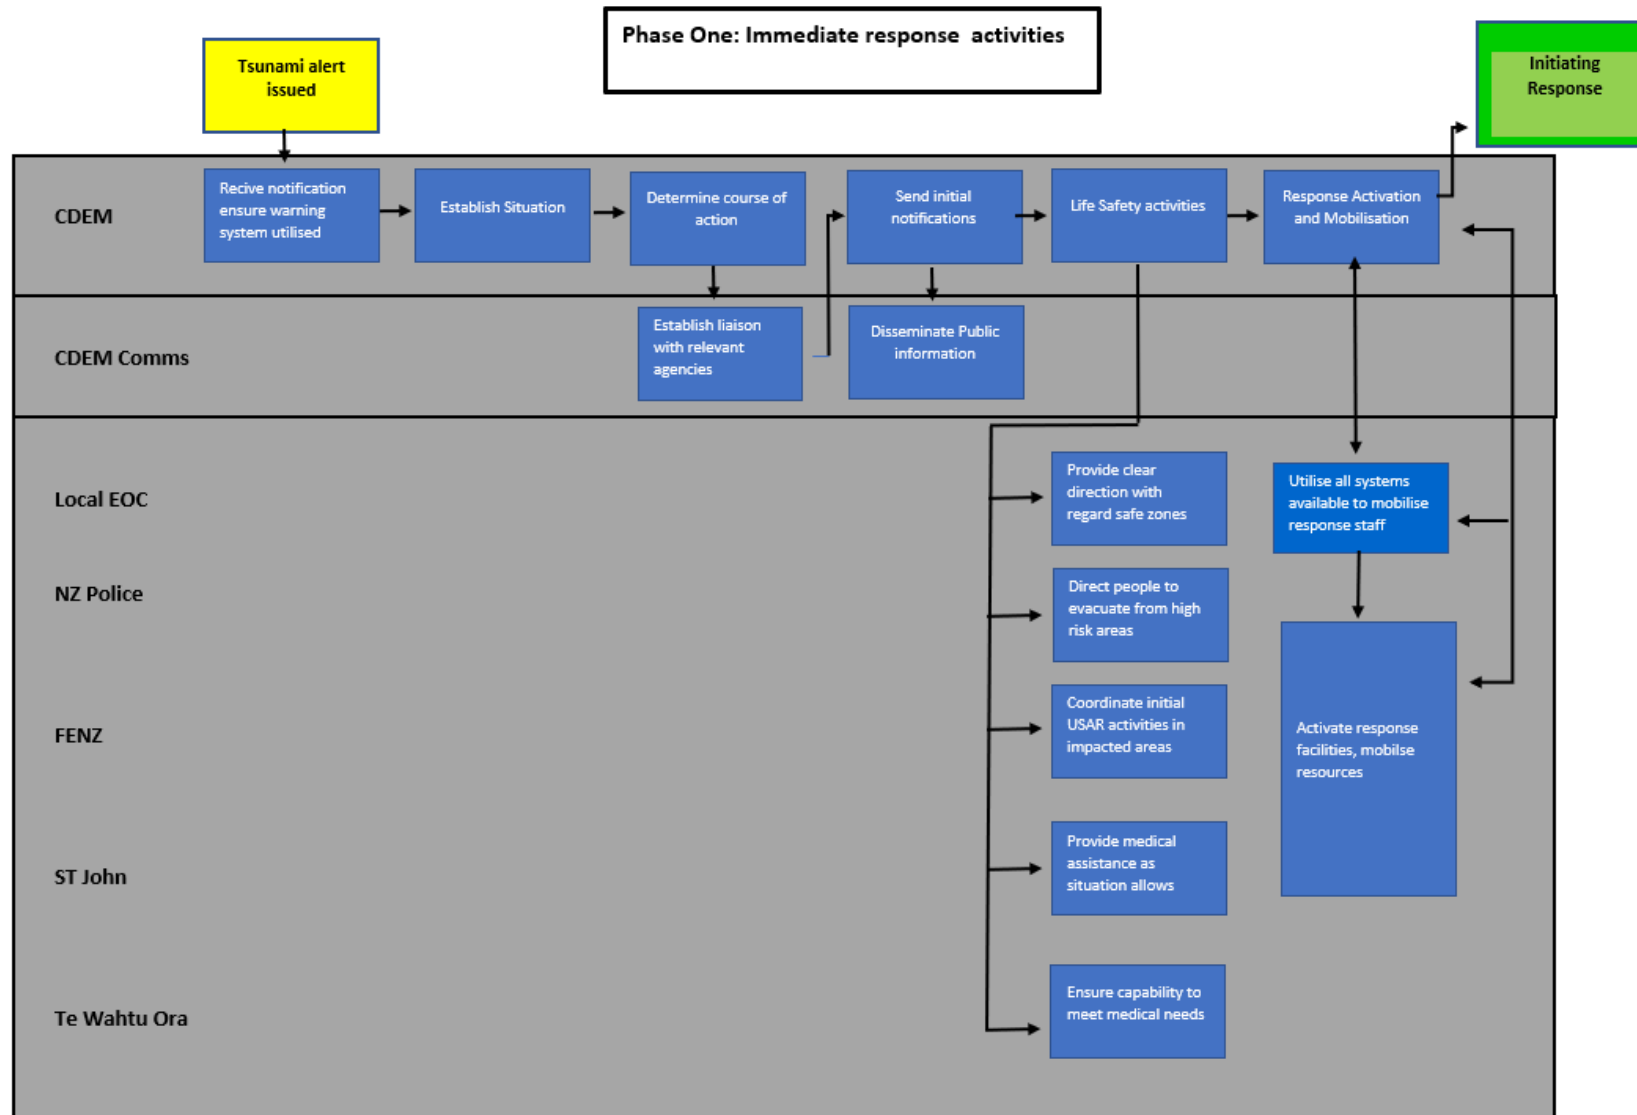 Phase One: Immediate response activities
Tsunami alert
issued
Initiating
Response
CDEM
Recive notification
ensure warning
system utilised
Establish Situation
Determine course of
action
Send initial
notifications
Life Safety activities
Response Activation
and Mobilisation
CDEM Comms
Establish liaison
with relevant
agencies
Disseminate Public
information
Local EOC
Provide clear
direction with
regard safe zones
Utilise all systems
available to mobilise
response staff
NZ Police
Direct people to
evacuate from high
risk areas
FENZ
Coordinate initial
USAR activities in
impacted areas
Activate response
facilities, mobilse
resources
ST John
Provide medical
assistance as
situation allows
Te Wahtu Ora
Ensure capability to
meet medical needs